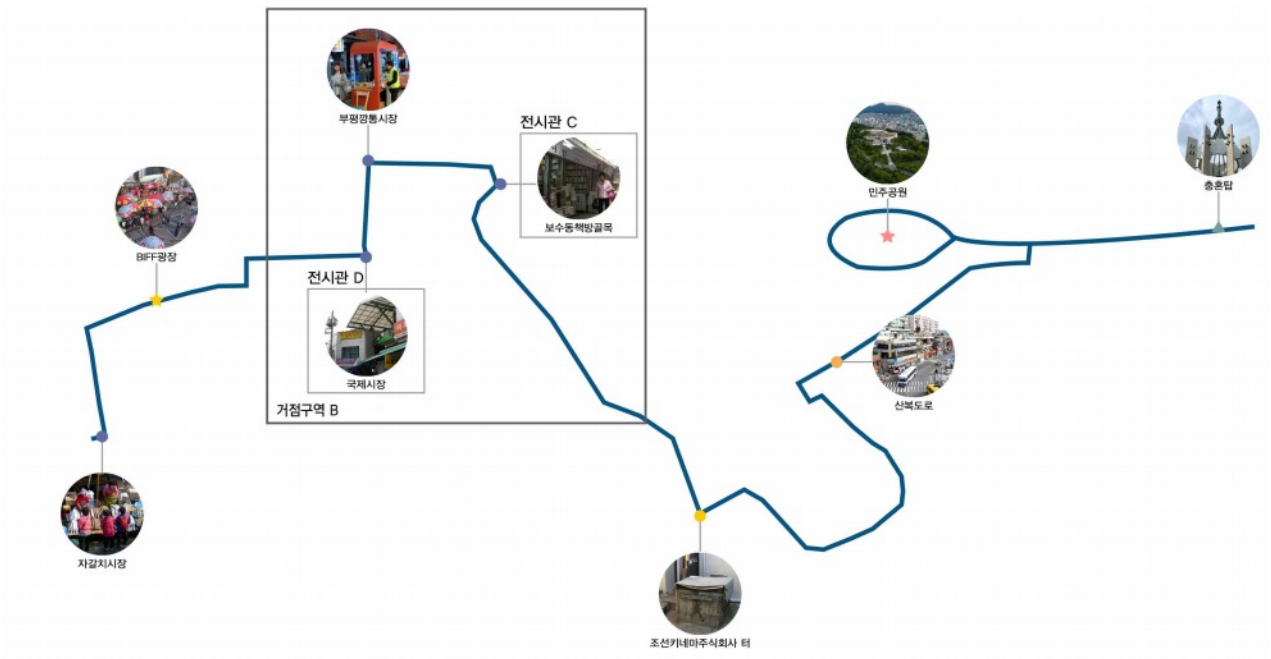 부평깡통시장
전시관 C
보수동책방골목
민주공원
충혼탑
BIFF광장
전시관 D
국제시장
거점구역 B
산복도로
자갈치시장
조선키네마주식회사 터